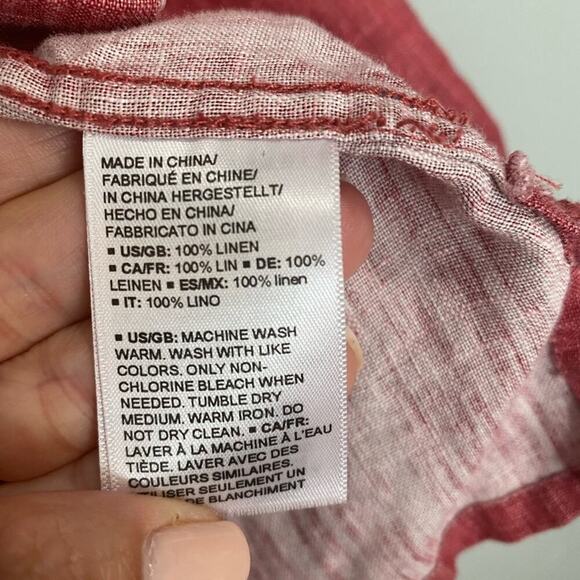 MADE IN CHINA/
FABRIQUÉ EN CHINE/
IN CHINA HERGESTELLT/
HECHO EN CHINA/
FABBRICATO IN CINA
▪ US/GB: 100% LINEN
▪ CA/FR: 100% LIN ▪ DE: 100%
LEINEN ▪ ES/MX: 100% linen
▪ IT: 100% LINO
▪ US/GB: MACHINE WASH
WARM. WASH WITH LIKE
COLORS. ONLY NON-
CHLORINE BLEACH WHEN
NEEDED. TUMBLE DRY
MEDIUM. WARM IRON. DO
NOT DRY CLEAN. ▪ CA/FR:
LAVER À LA MACHINE À L'EAU
TIÈDE. LAVER AVEC DES
COULEURS SIMILAIRES.
SEULEMENT UN
BLANCHIMENT